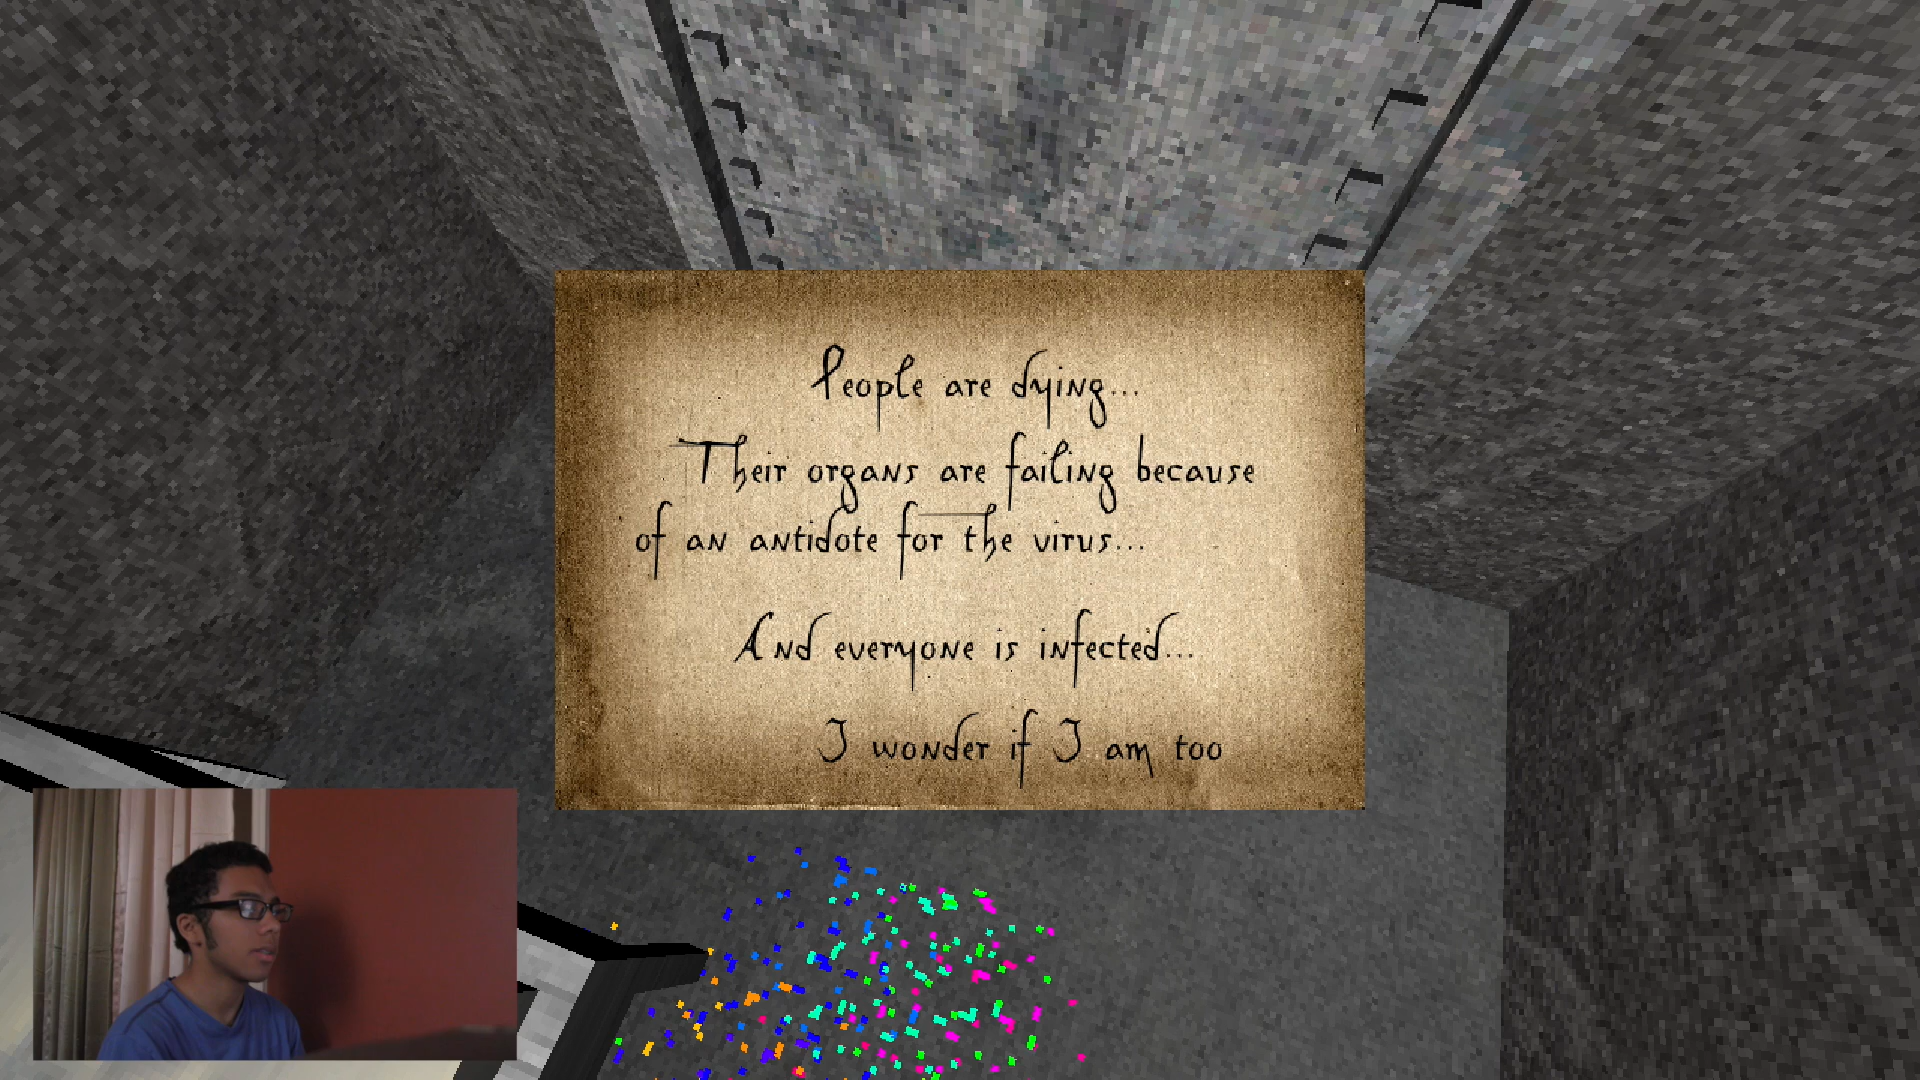 People are dying...
Their organs are failing because
of an antidote for the virus...
And everyone is infected...
I wonder if I am too